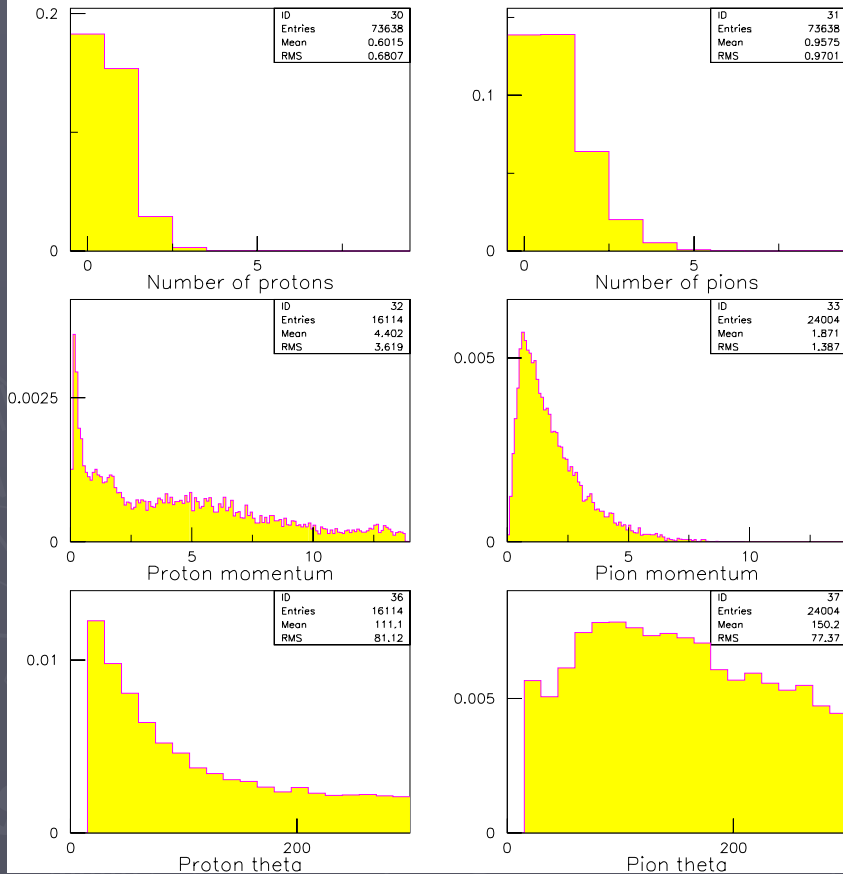 ID 30
Entries 73638
Mean 0.6015
RMS 0.6807
0.2
0
0 5
Number of protons
ID 31
Entries 73638
Mean 0.9575
RMS 0.9701
0.1
0
0 5
Number of pions
ID 32
Entries 16114
Mean 4.402
RMS 3.619
0.0025
0
0 5 10
Proton momentum
ID 33
Entries 24004
Mean 1.871
RMS 1.387
0.005
0
0 5 10
Pion momentum
ID 36
Entries 16114
Mean 111.1
RMS 81.12
0.01
0
0 200
Proton theta
ID 37
Entries 24004
Mean 150.2
RMS 77.37
0.005
0
0 200
Pion theta